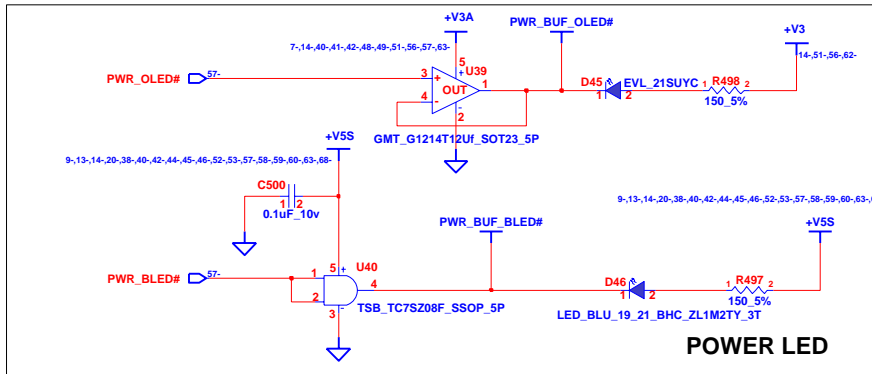 +V3A
PWR_BUF_OLED#
+V3
7-,14-,40-,41-,42-,48-,49-,51-,56-,57-,63-
14-,51-,56-,62-
PWR_OLED#
57-
5
+
U39
3
+
OUT
1
4
-
-
2
D45
1
2
EVL_21SUYC
R498
1
2
150_5%
GMT_G1214T12Uf_SOT23_5P
+V5S
9-,13-,14-,20-,38-,40-,42-,44-,45-,46-,52-,53-,57-,58-,59-,60-,63-,68-
C500
1
2
0.1uF_10v
PWR_BUF_BLED#
9-,13-,14-,20-,38-,40-,42-,44-,45-,46-,52-,53-,57-,58-,59-,60-,63-,6
+V5S
PWR_BLED#
57-
5
+
U40
1
2
4
3
-
TSB_TC7SZ08F_SSOP_5P
D46
1
2
LED_BLU_19_21_BHC_ZL1M2TY_3T
R497
1
2
150_5%
POWER LED